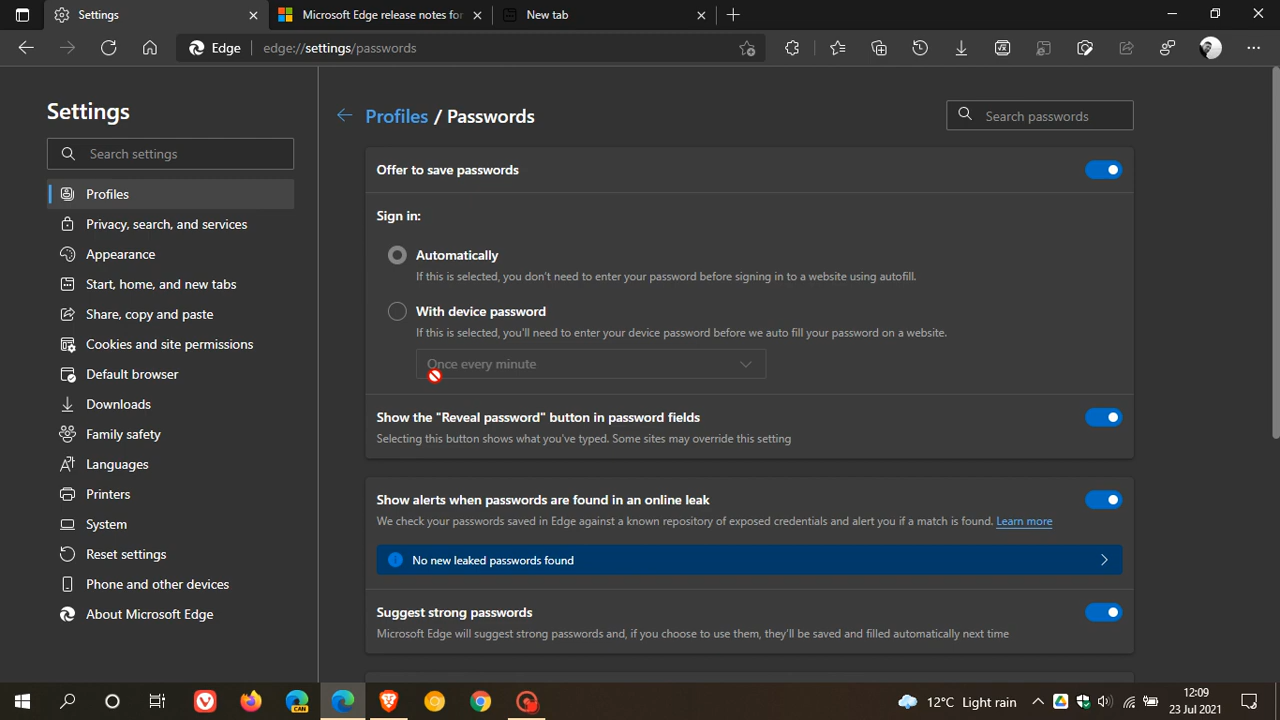 Settings
Microsoft Edge release notes for
New tab
Edge
edge://settings/passwords
Settings
Search settings
Profiles
Privacy, search, and services
Appearance
Start, home, and new tabs
Share, copy and paste
Cookies and site permissions
Default browser
Downloads
Family safety
Languages
Printers
System
Reset settings
Phone and other devices
About Microsoft Edge
Profiles / Passwords
Search passwords
Offer to save passwords
Sign in:
Automatically
If this is selected, you don't need to enter your password before signing in to a website using autofill.
With device password
If this is selected, you'll need to enter your device password before we auto fill your password on a website.
Once every minute
Show the "Reveal password" button in password fields
Selecting this button shows what you've typed. Some sites may override this setting
Show alerts when passwords are found in an online leak
We check your passwords saved in Edge against a known repository of exposed credentials and alert you if a match is found. Learn more
No new leaked passwords found
Suggest strong passwords
Microsoft Edge will suggest strong passwords and, if you choose to use them, they'll be saved and filled automatically next time
CAN
12°C Light rain
12:09
23 Jul 2021